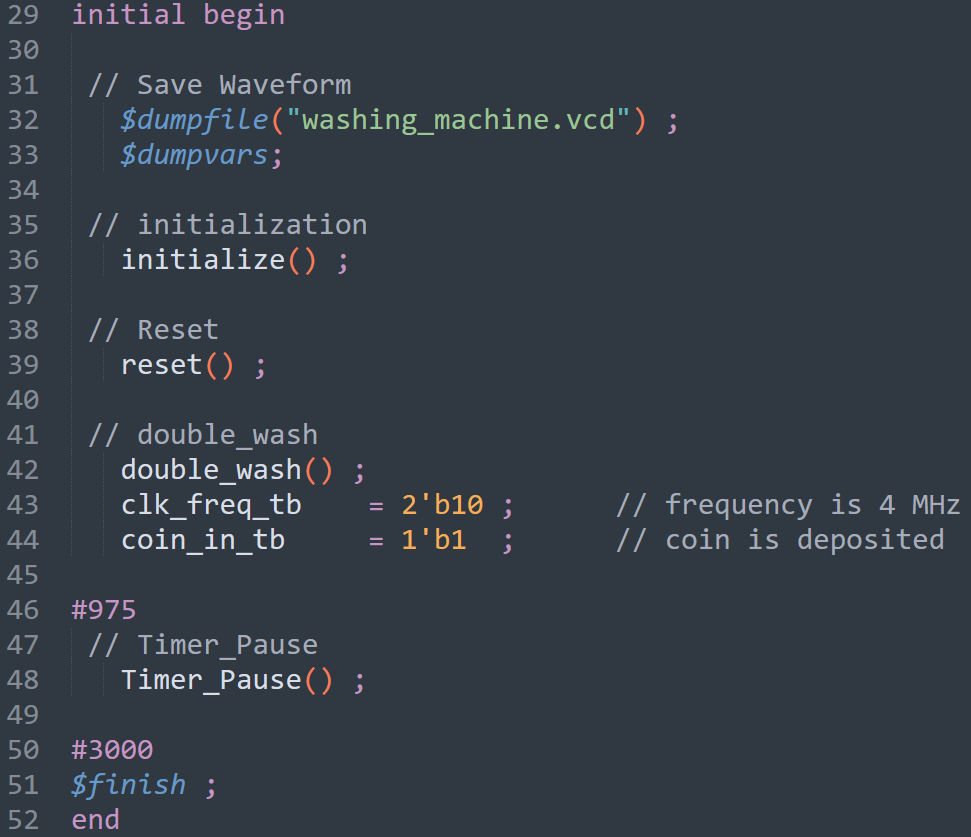 29 initial begin
30
31 // Save Waveform
32 $dumpfile("washing_machine.vcd") ;
33 $dumpvars;
34
35 // initialization
36 initialize() ;
37
38 // Reset
39 reset() ;
40
41 // double_wash
42 double_wash() ;
43 clk_freq_tb = 2'b10 ; // frequency is 4 MHz
44 coin_in_tb = 1'b1 ; // coin is deposited
45
46 #975
47 // Timer_Pause
48 Timer_Pause() ;
49
50 #3000
51 $finish ;
52 end